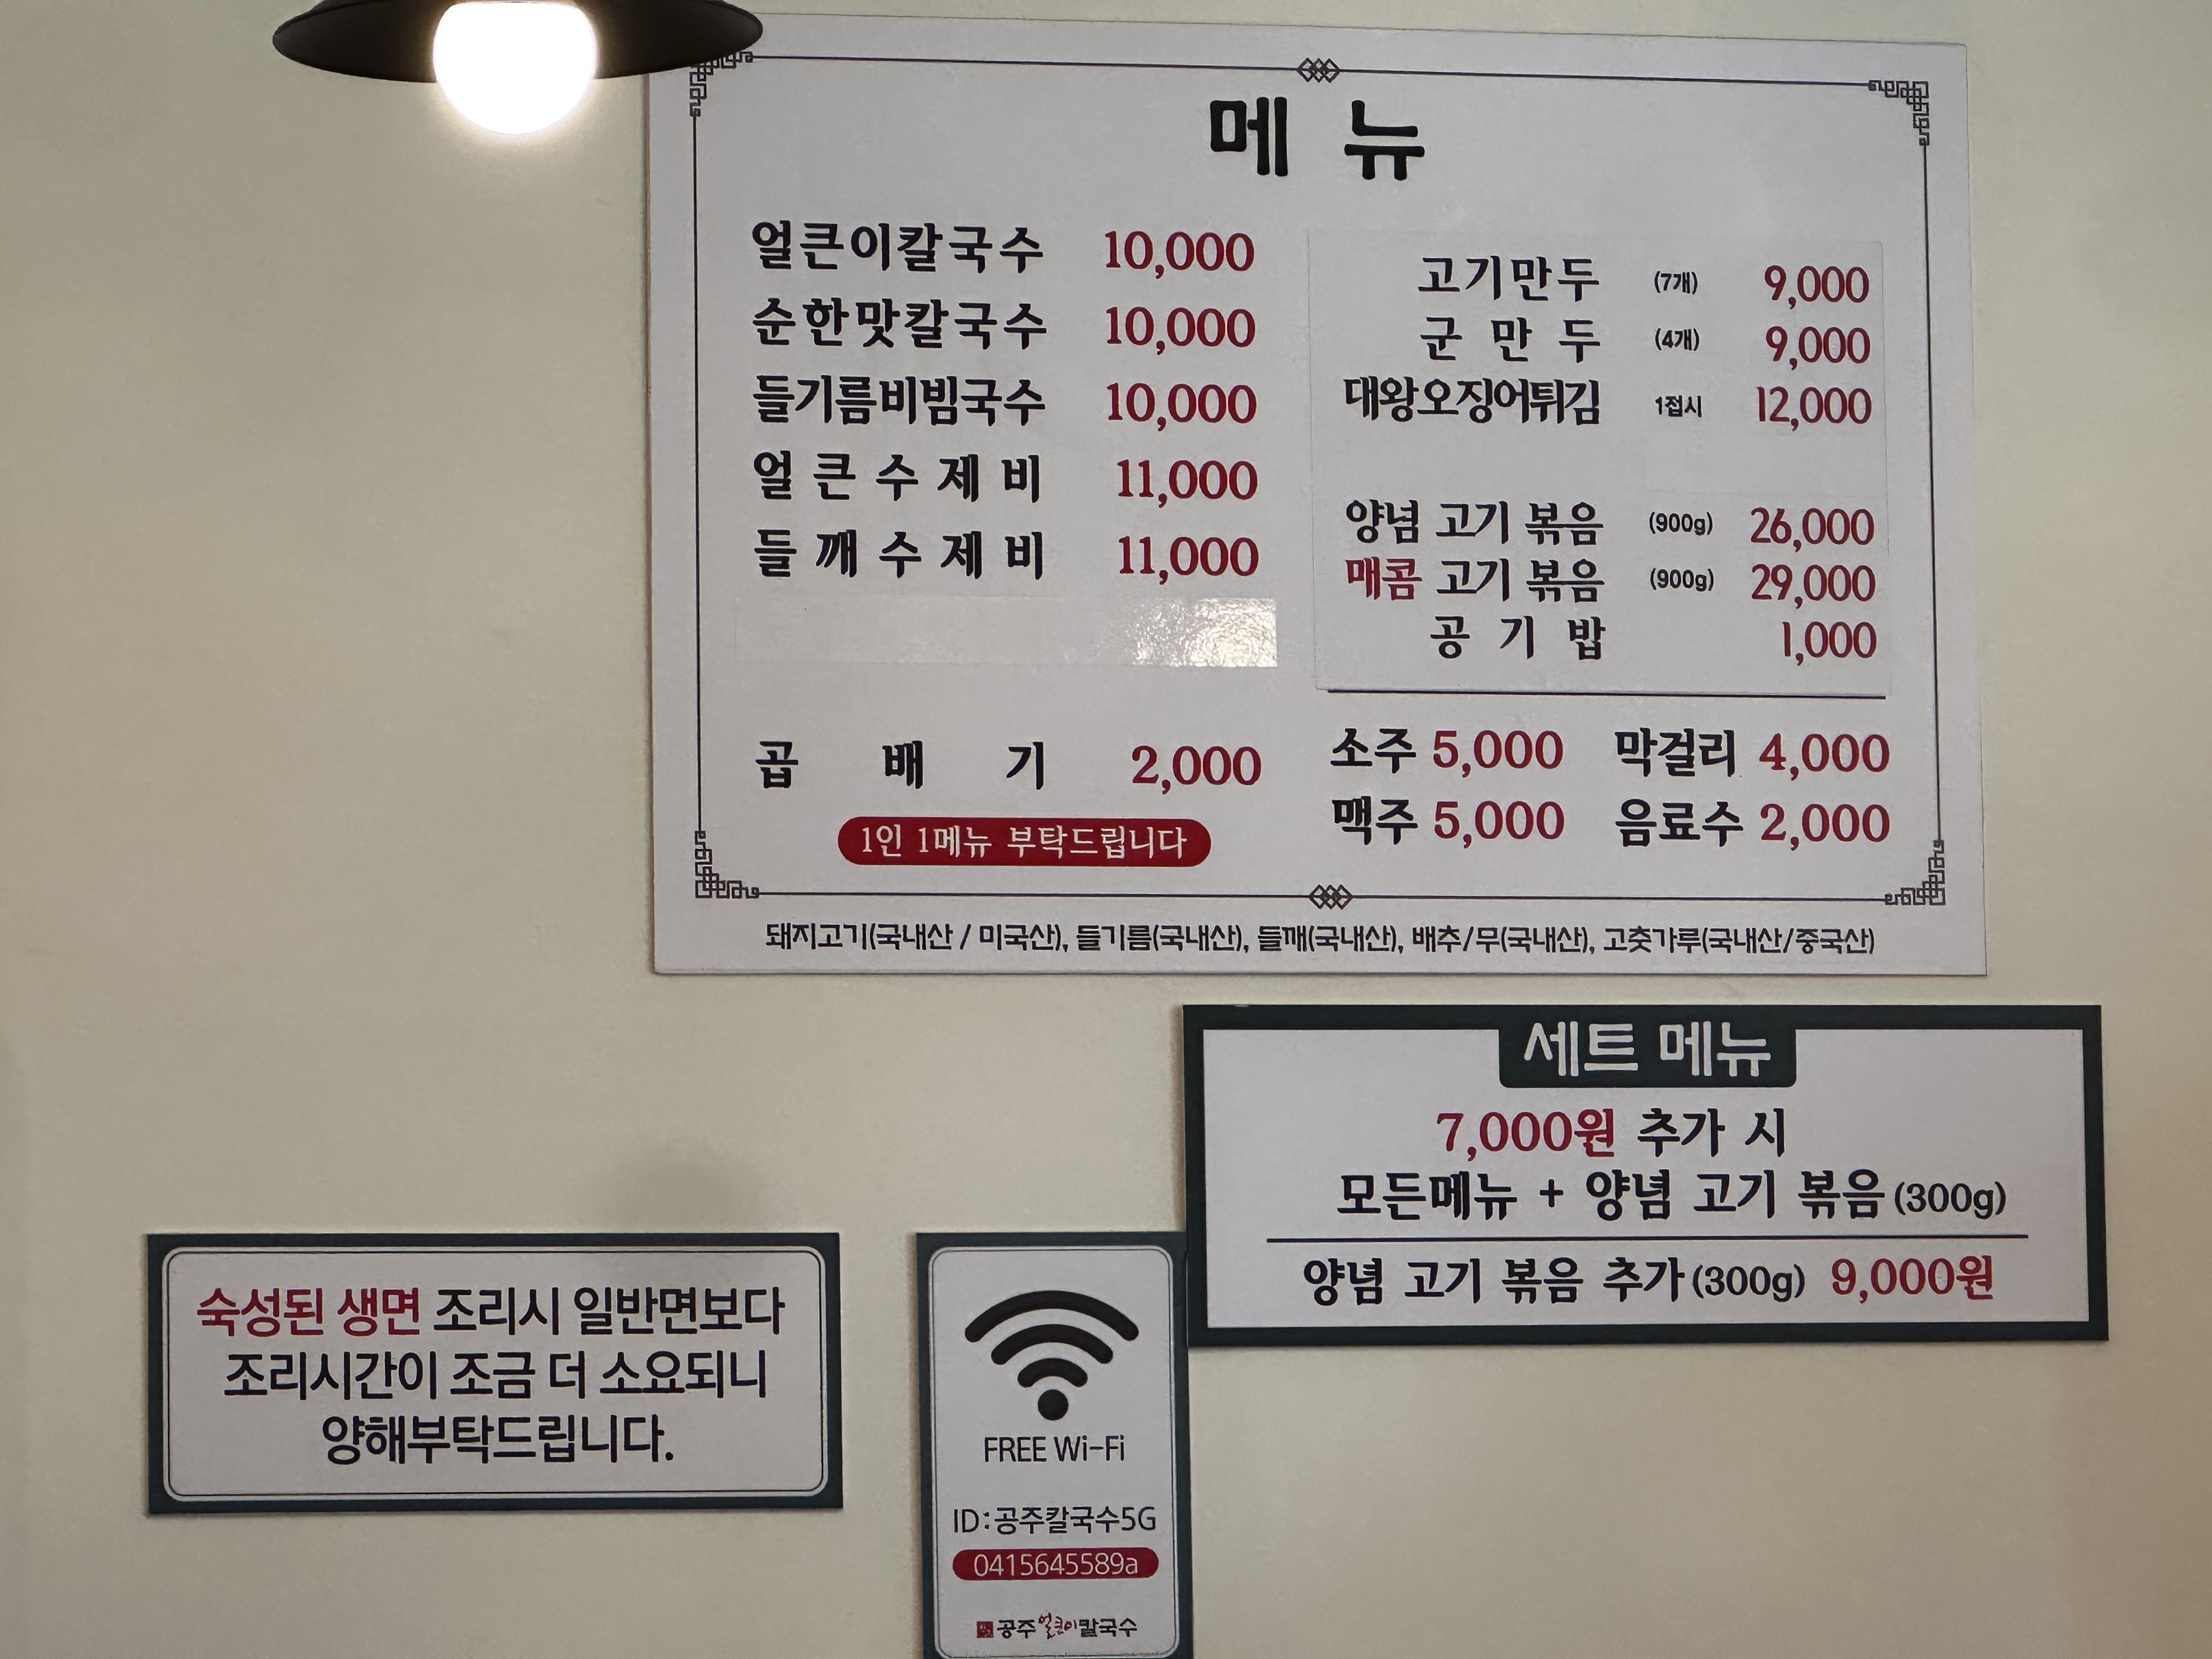 메 뉴
얼큰이칼국수 10,000
순한맛칼국수 10,000
들기름비빔국수 10,000
얼 큰 수 제 비 11,000
들 깨 수 제 비 11,000
곱 배 기 2,000
1인 1메뉴 부탁드립니다
고기만두 (7개) 9,000
군 만 두 (4개) 9,000
대왕오징어튀김 1접시 12,000
양념 고기 볶음 (900g) 26,000
매콤 고기 볶음 (900g) 29,000
공 기 밥 1,000
소주 5,000 막걸리 4,000
맥주 5,000 음료수 2,000
돼지고기(국내산 / 미국산), 들기름(국내산), 들깨(국내산), 배추/무(국내산), 고춧가루(국내산/중국산)
세트 메뉴
7,000원 추가 시
모든메뉴 + 양념 고기 볶음 (300g)
양념 고기 볶음 추가 (300g) 9,000원
숙성된 생면 조리시 일반면보다
조리시간이 조금 더 소요되니
양해부탁드립니다.
FREE Wi-Fi
ID:공주칼국수5G
0415645589a
공주얼큰이칼국수